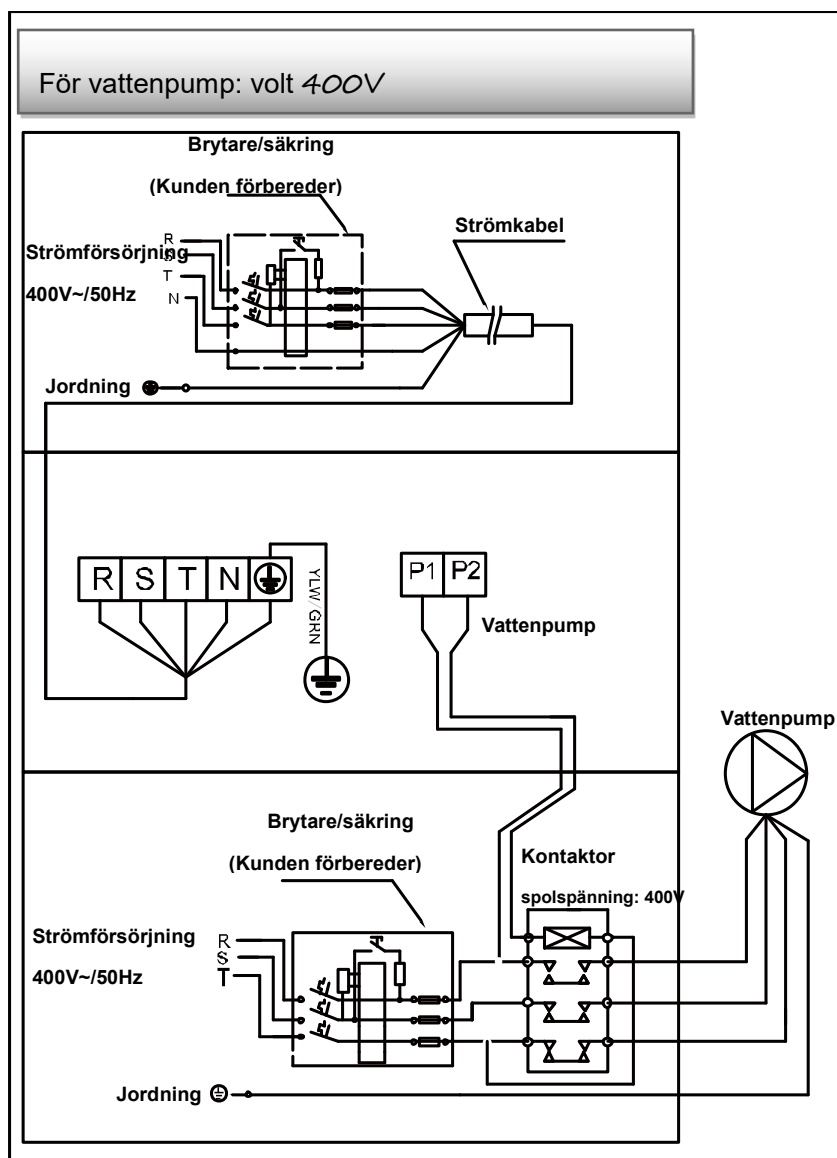 För vattenpump: volt 400V
Brytare/säkring
(Kunden förbereder)
Strömkabel
R
Strömförsörjning
S
T
400V~/50Hz
N
Jordning
R S T N
YLW/GRN
P1 P2
Vattenpump
Vattenpump
Brytare/säkring
(Kunden förbereder)
Kontaktor
spolspänning: 400V
Strömförsörjning
R
S
400V~/50Hz
T
Jordning